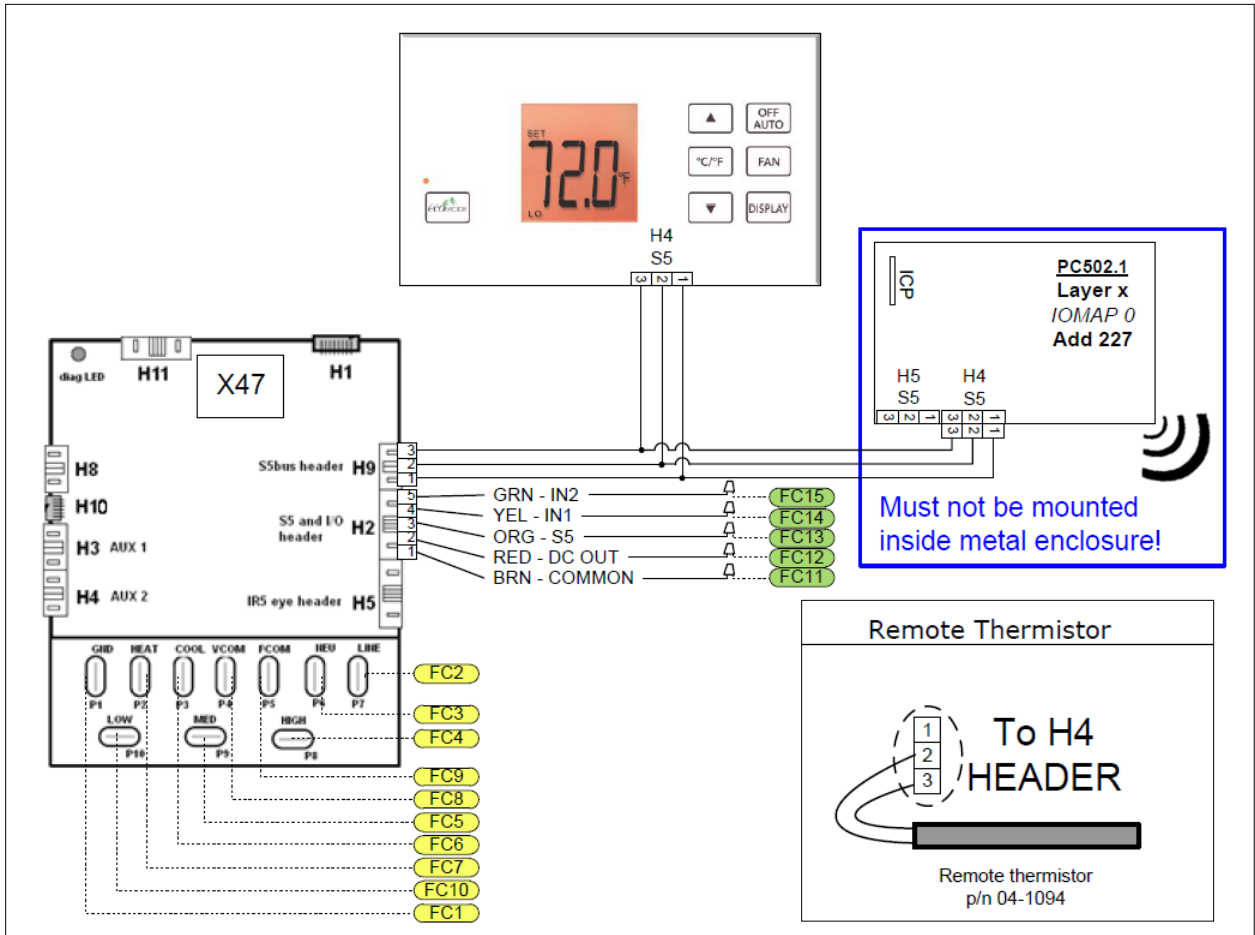 SET
72.0
°F
LO
ECOMODE
▲
OFF
AUTO
°C/°F
FAN
▼
DISPLAY
H4
S5
3 2 1
ICP
PC502.1
Layer x
IOMAP 0
Add 227
H5
S5
H4
S5
3 2 1
3 2 1
3 2 1
Must not be mounted
inside metal enclosure!
diag LED
H11
X47
H1
H8
H10
H3 AUX 1
H4 AUX 2
S5bus header H9
3
2
1
S5 and I/O
header
H2
5
4
3
2
1
IR5 eye header H5
GRN - IN2
FC15
YEL - IN1
FC14
ORG - S5
FC13
RED - DC OUT
FC12
BRN - COMMON
FC11
GND HEAT COOL VCOM FCOM NEU LINE
P1 P2 P3 P4 P5 P6 P7
LOW MED HIGH
P10 P9 P8
FC2
FC3
FC4
FC9
FC8
FC5
FC6
FC7
FC10
FC1
Remote Thermistor
1
2
3
To H4
HEADER
Remote thermistor
p/n 04-1094